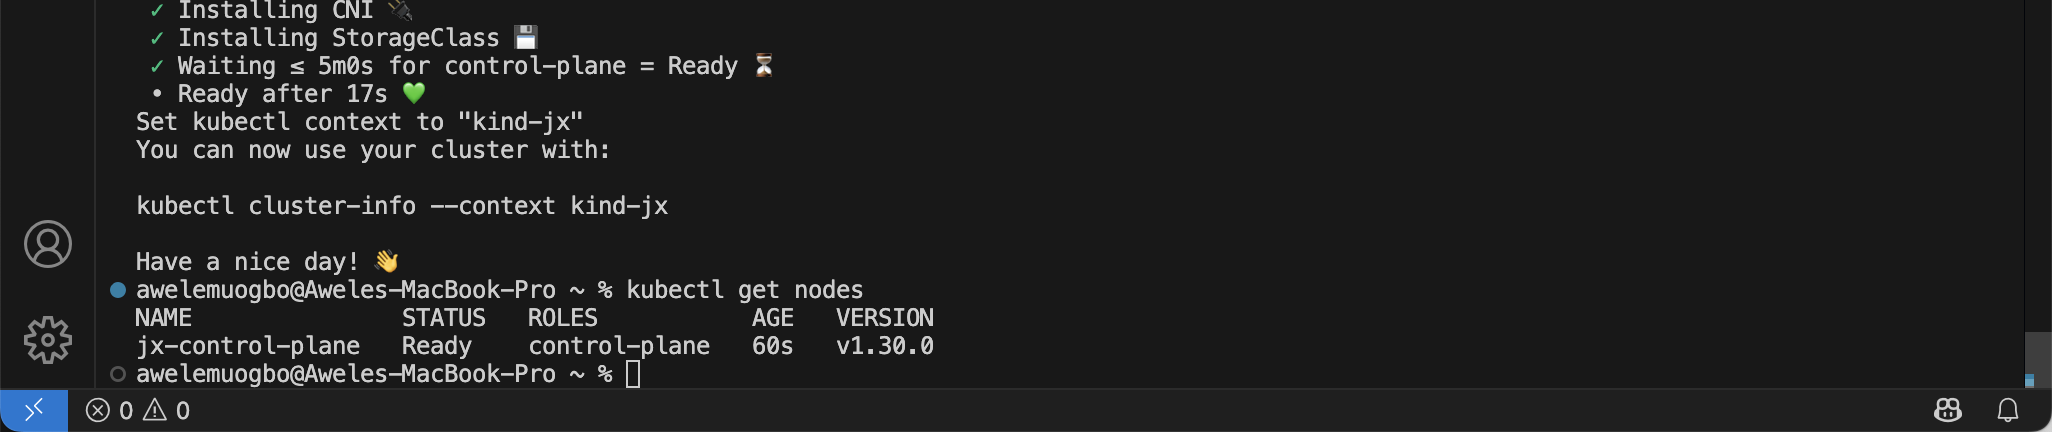 ✓ Installing CNI 🔌
✓ Installing StorageClass 💾
✓ Waiting ≤ 5m0s for control-plane = Ready ⏳
• Ready after 17s 💚
Set kubectl context to "kind-jx"
You can now use your cluster with:
kubectl cluster-info --context kind-jx
Have a nice day! 👋
awelemuogbo@Aweles-MacBook-Pro ~ % kubectl get nodes
NAME STATUS ROLES AGE VERSION
jx-control-plane Ready control-plane 60s v1.30.0
awelemuogbo@Aweles-MacBook-Pro ~ %
0 0